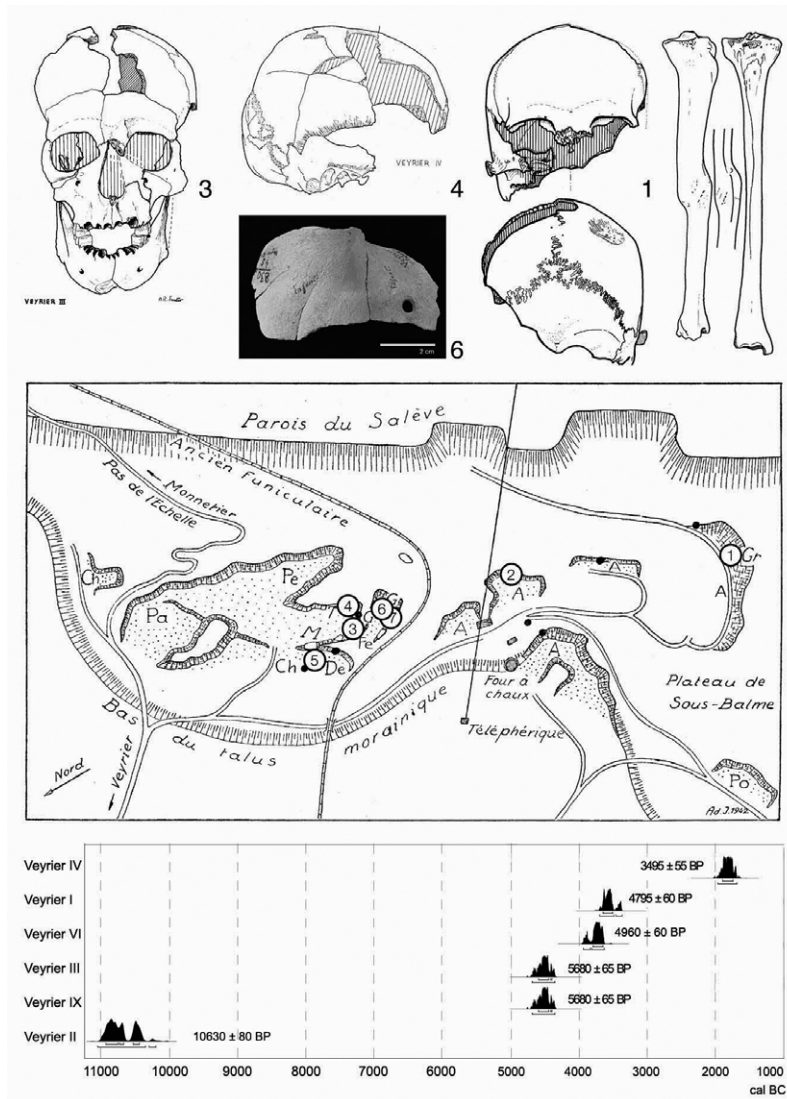 3
VEYRIER III
4
VEYRIER IV
6
2 cm
1
Parois du Salève
Ancien Funiculaire
Pas de l'Echelle
Monnetier
Ch
Pa
Pe
4
3
6
7
M
Fe
5
Ch
De
2
A
A
A
1
Gr
A
A
Four à
chaux
Téléphérique
Plateau de
Sous-Balme
Po
Bas du talus morainique
Nord
Veyrier
Ad J. 1942
Veyrier IV
3495 ± 55 BP
Veyrier I
4795 ± 60 BP
Veyrier VI
4960 ± 60 BP
Veyrier III
5680 ± 65 BP
Veyrier IX
5680 ± 65 BP
Veyrier II
10630 ± 80 BP
11000 10000 9000 8000 7000 6000 5000 4000 3000 2000 1000
cal BC